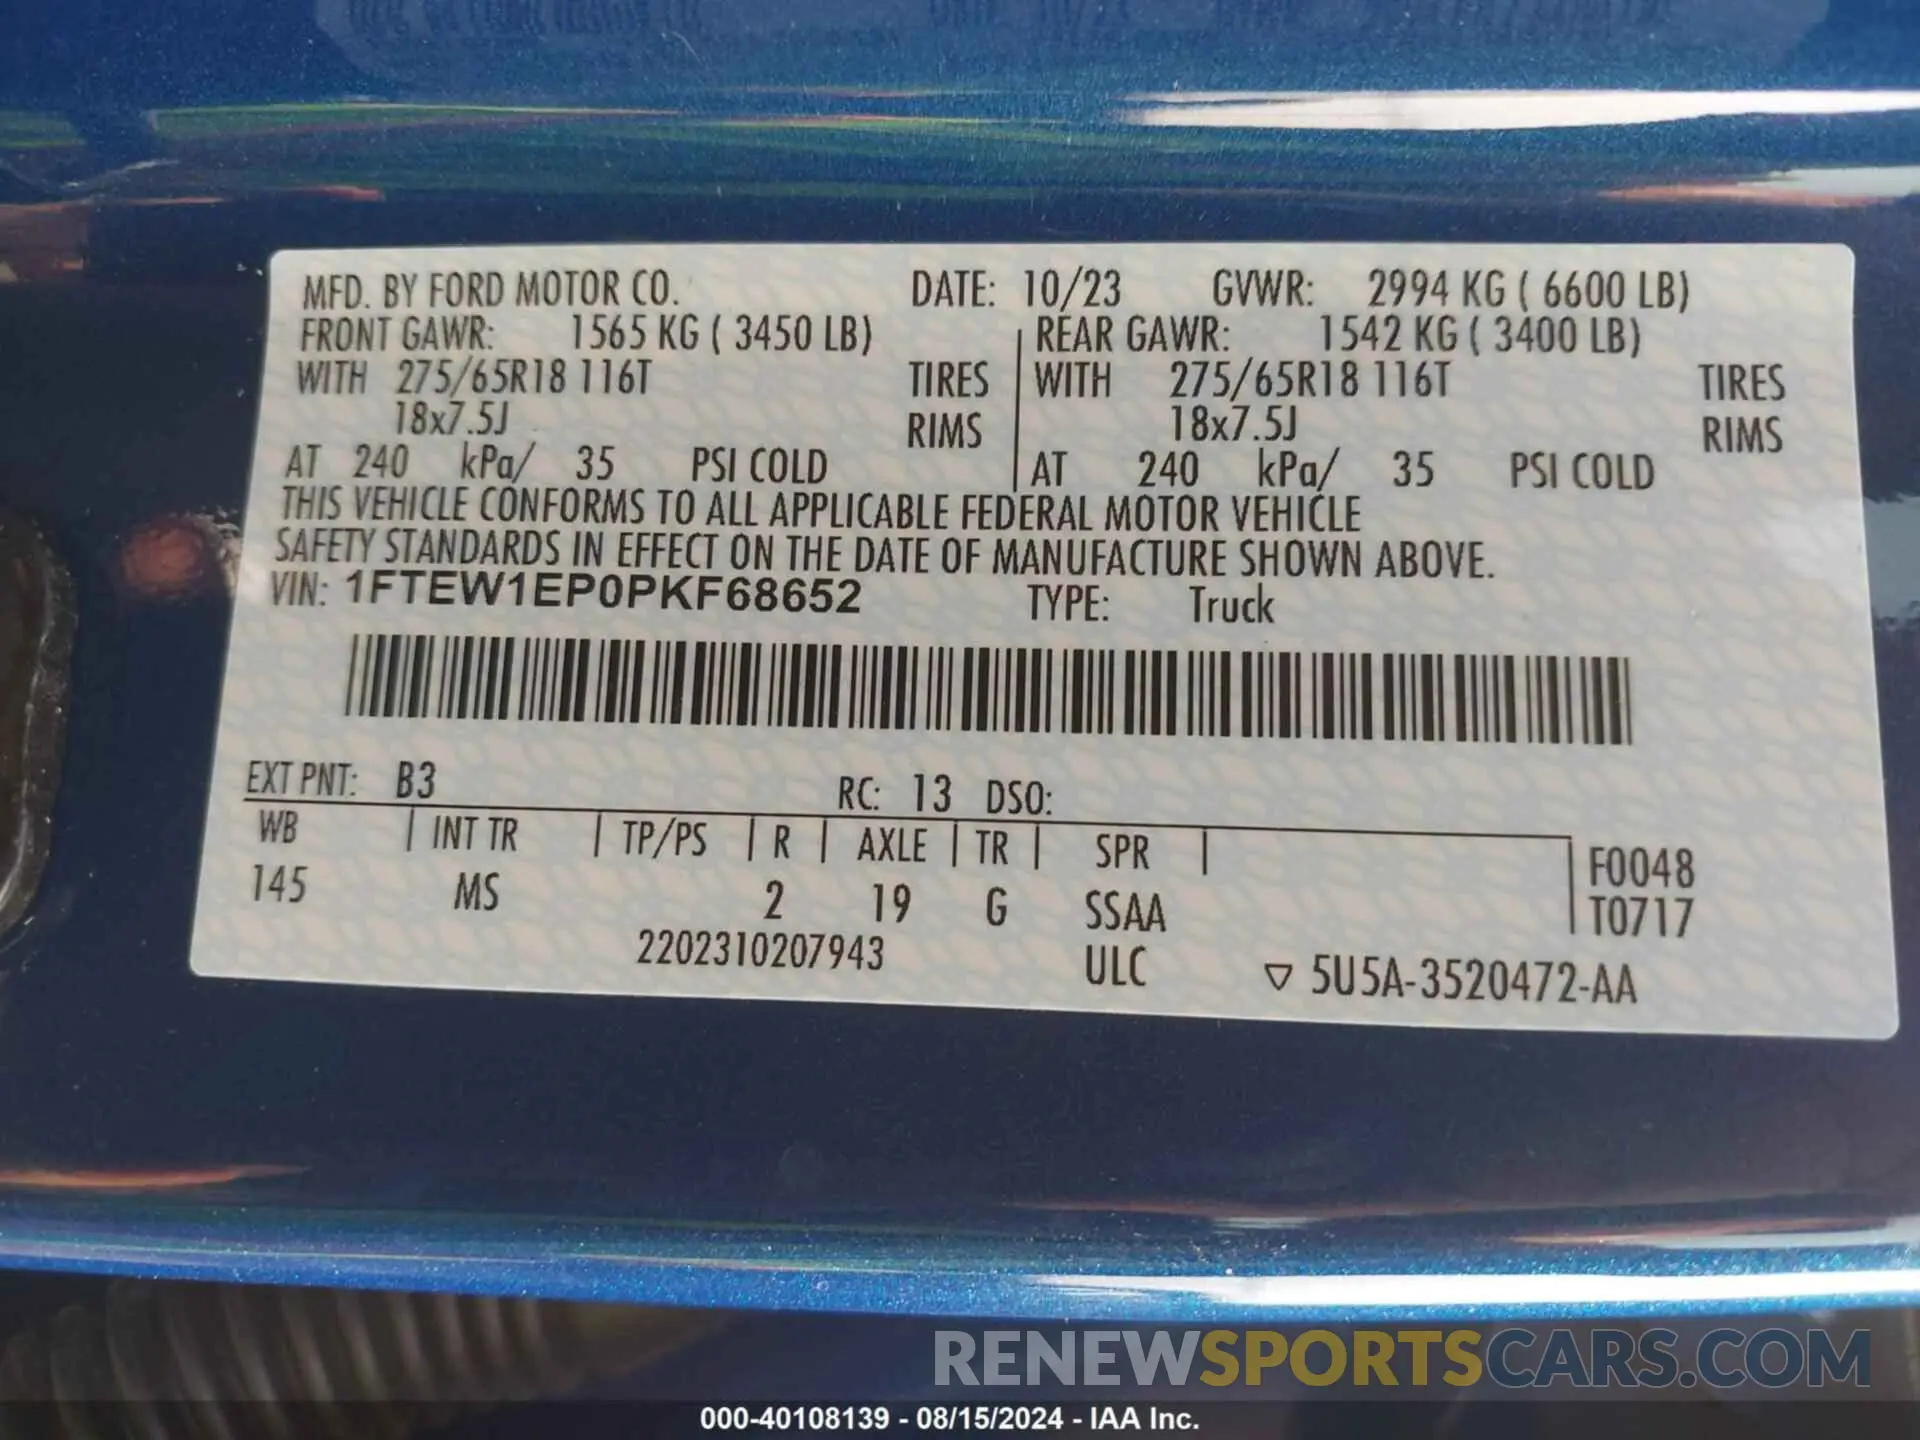 MFD. BY FORD MOTOR CO. DATE: 10/23 GVWR: 2994 KG ( 6600 LB)
FRONT GAWR: 1565 KG ( 3450 LB) REAR GAWR: 1542 KG ( 3400 LB)
WITH 275/65R18 116T TIRES WITH 275/65R18 116T TIRES
18x7.5J RIMS 18x7.5J RIMS
AT 240 kPa/ 35 PSI COLD AT 240 kPa/ 35 PSI COLD
THIS VEHICLE CONFORMS TO ALL APPLICABLE FEDERAL MOTOR VEHICLE
SAFETY STANDARDS IN EFFECT ON THE DATE OF MANUFACTURE SHOWN ABOVE.
VIN: 1FTEW1EP0PKF68652 TYPE: Truck
EXT PNT: B3 RC: 13 DSO:
WB INT TR TP/PS R AXLE TR SPR F0048
145 MS 2 19 G SSAA T0717
2202310207943 ULC ▽ 5U5A-3520472-AA
RENEWSPORTSCARS.COM
000-40108139 - 08/15/2024 - IAA Inc.